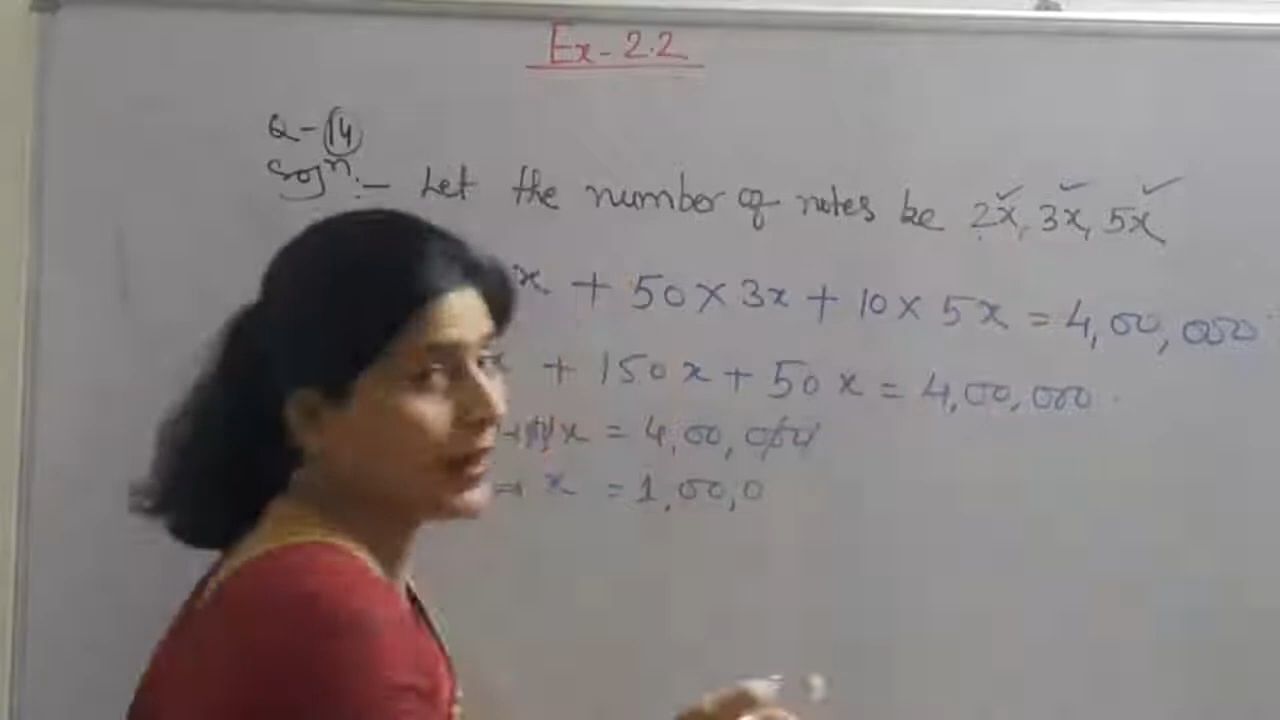 Ex-2.2
Q-14
Soln:- Let the number of notes be 2x, 3x, 5x
x + 50 × 3x + 10 × 5x = 4,00,000
x + 150x + 50x = 4,00,000
x = 4,00,000
⇒ x = 1,00,0